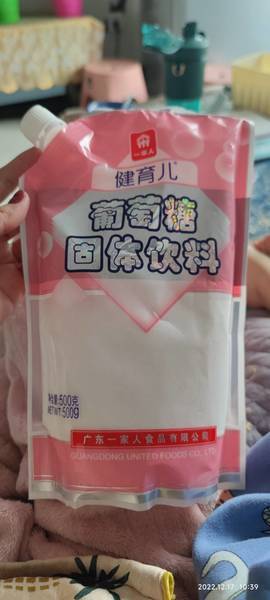 一家人
健育儿
葡萄糖
固体饮料
净含量:500克
NETWT:500g
广东一家人食品有限公司
GUANGDONG UNITED FOODS CO., LTD
2022.12.17 10:39